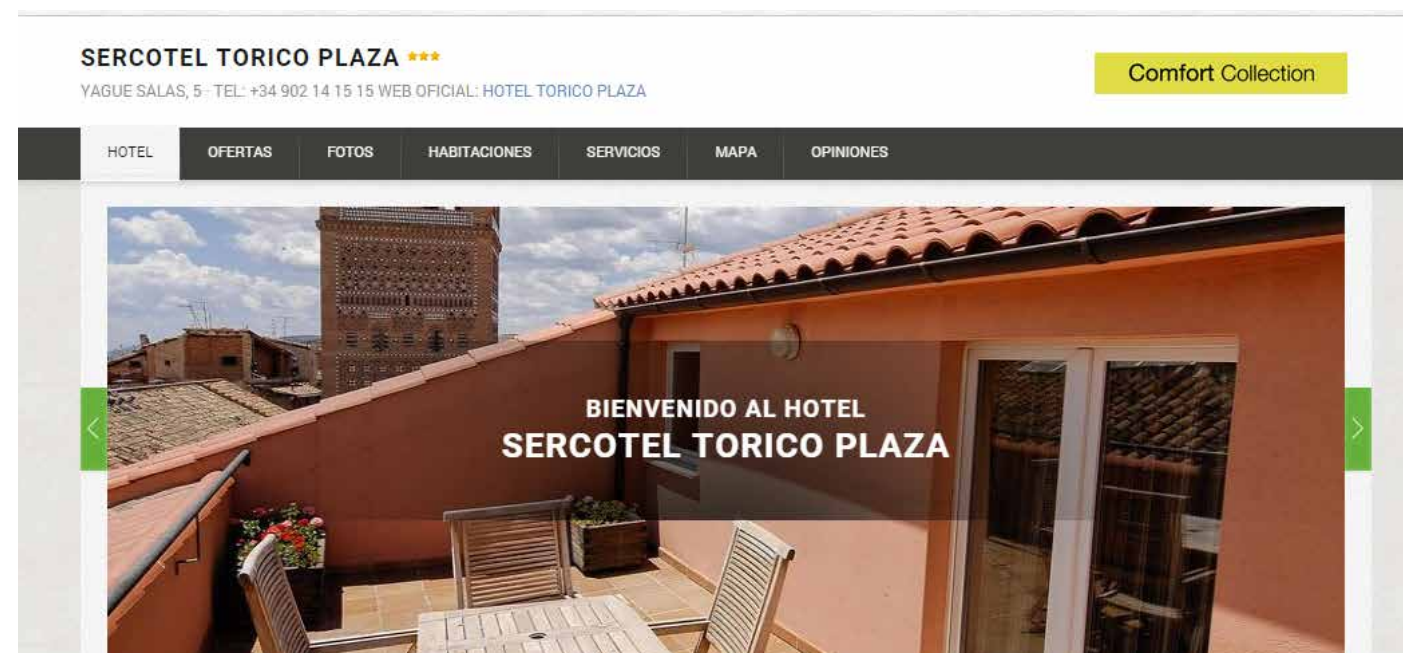 SERCOTEL TORICO PLAZA ★★★
YAGUE SALAS, 5 - TEL: +34 902 14 15 15 WEB OFICIAL: HOTEL TORICO PLAZA
Comfort Collection
HOTEL OFERTAS FOTOS HABITACIONES SERVICIOS MAPA OPINIONES
BIENVENIDO AL HOTEL
SERCOTEL TORICO PLAZA